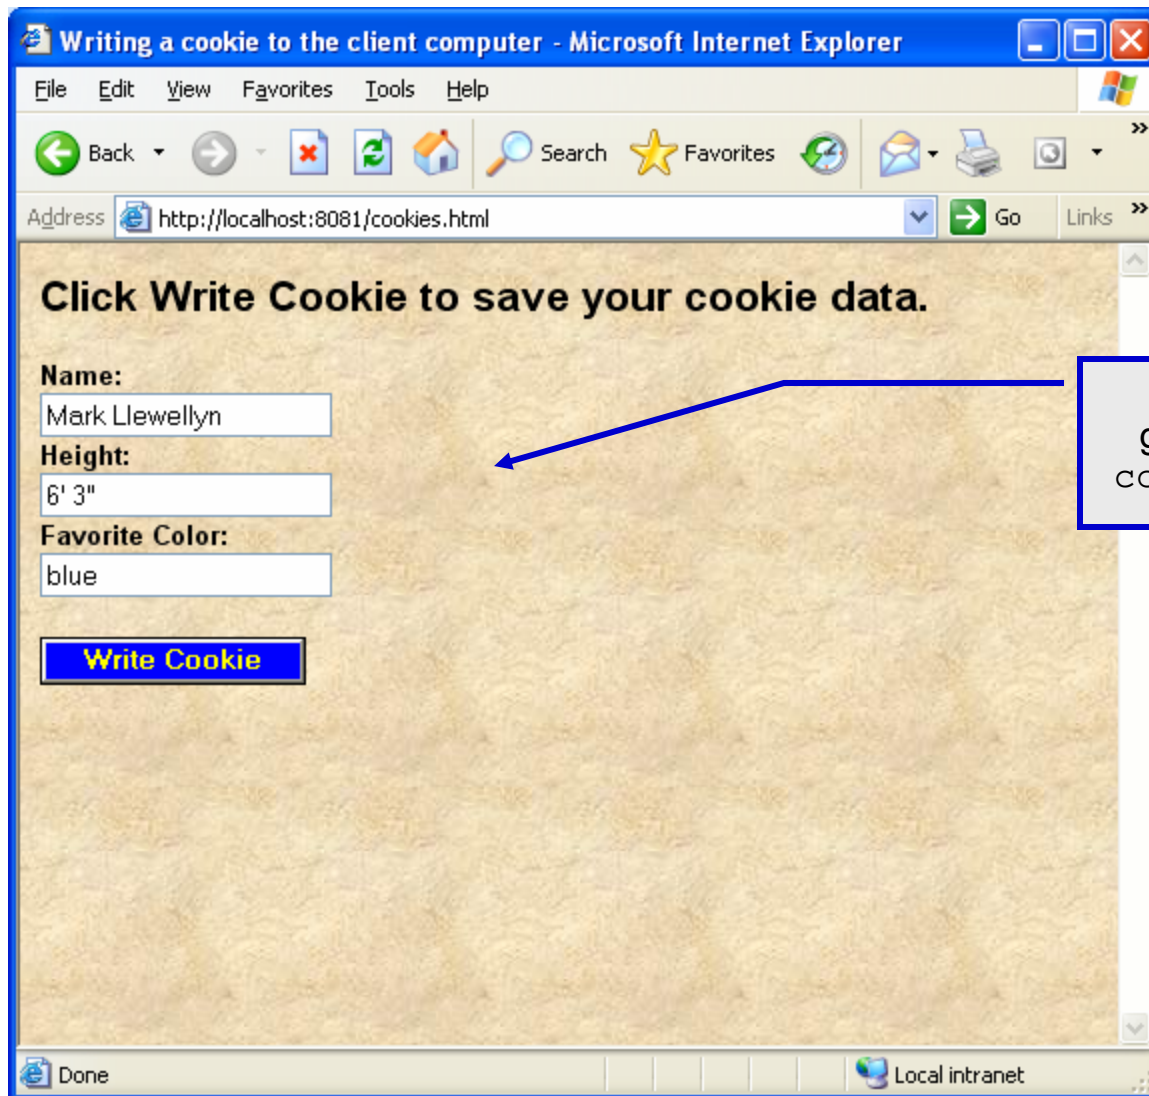 Writing a cookie to the client computer - Microsoft Internet Explorer
File Edit View Favorites Tools Help
Back Search Favorites »
Address http://localhost:8081/cookies.html Go Links »
Click Write Cookie to save your cookie data.
Name:
Mark Llewellyn
Height:
6' 3"
Favorite Color:
blue
Write Cookie
Done Local intranet